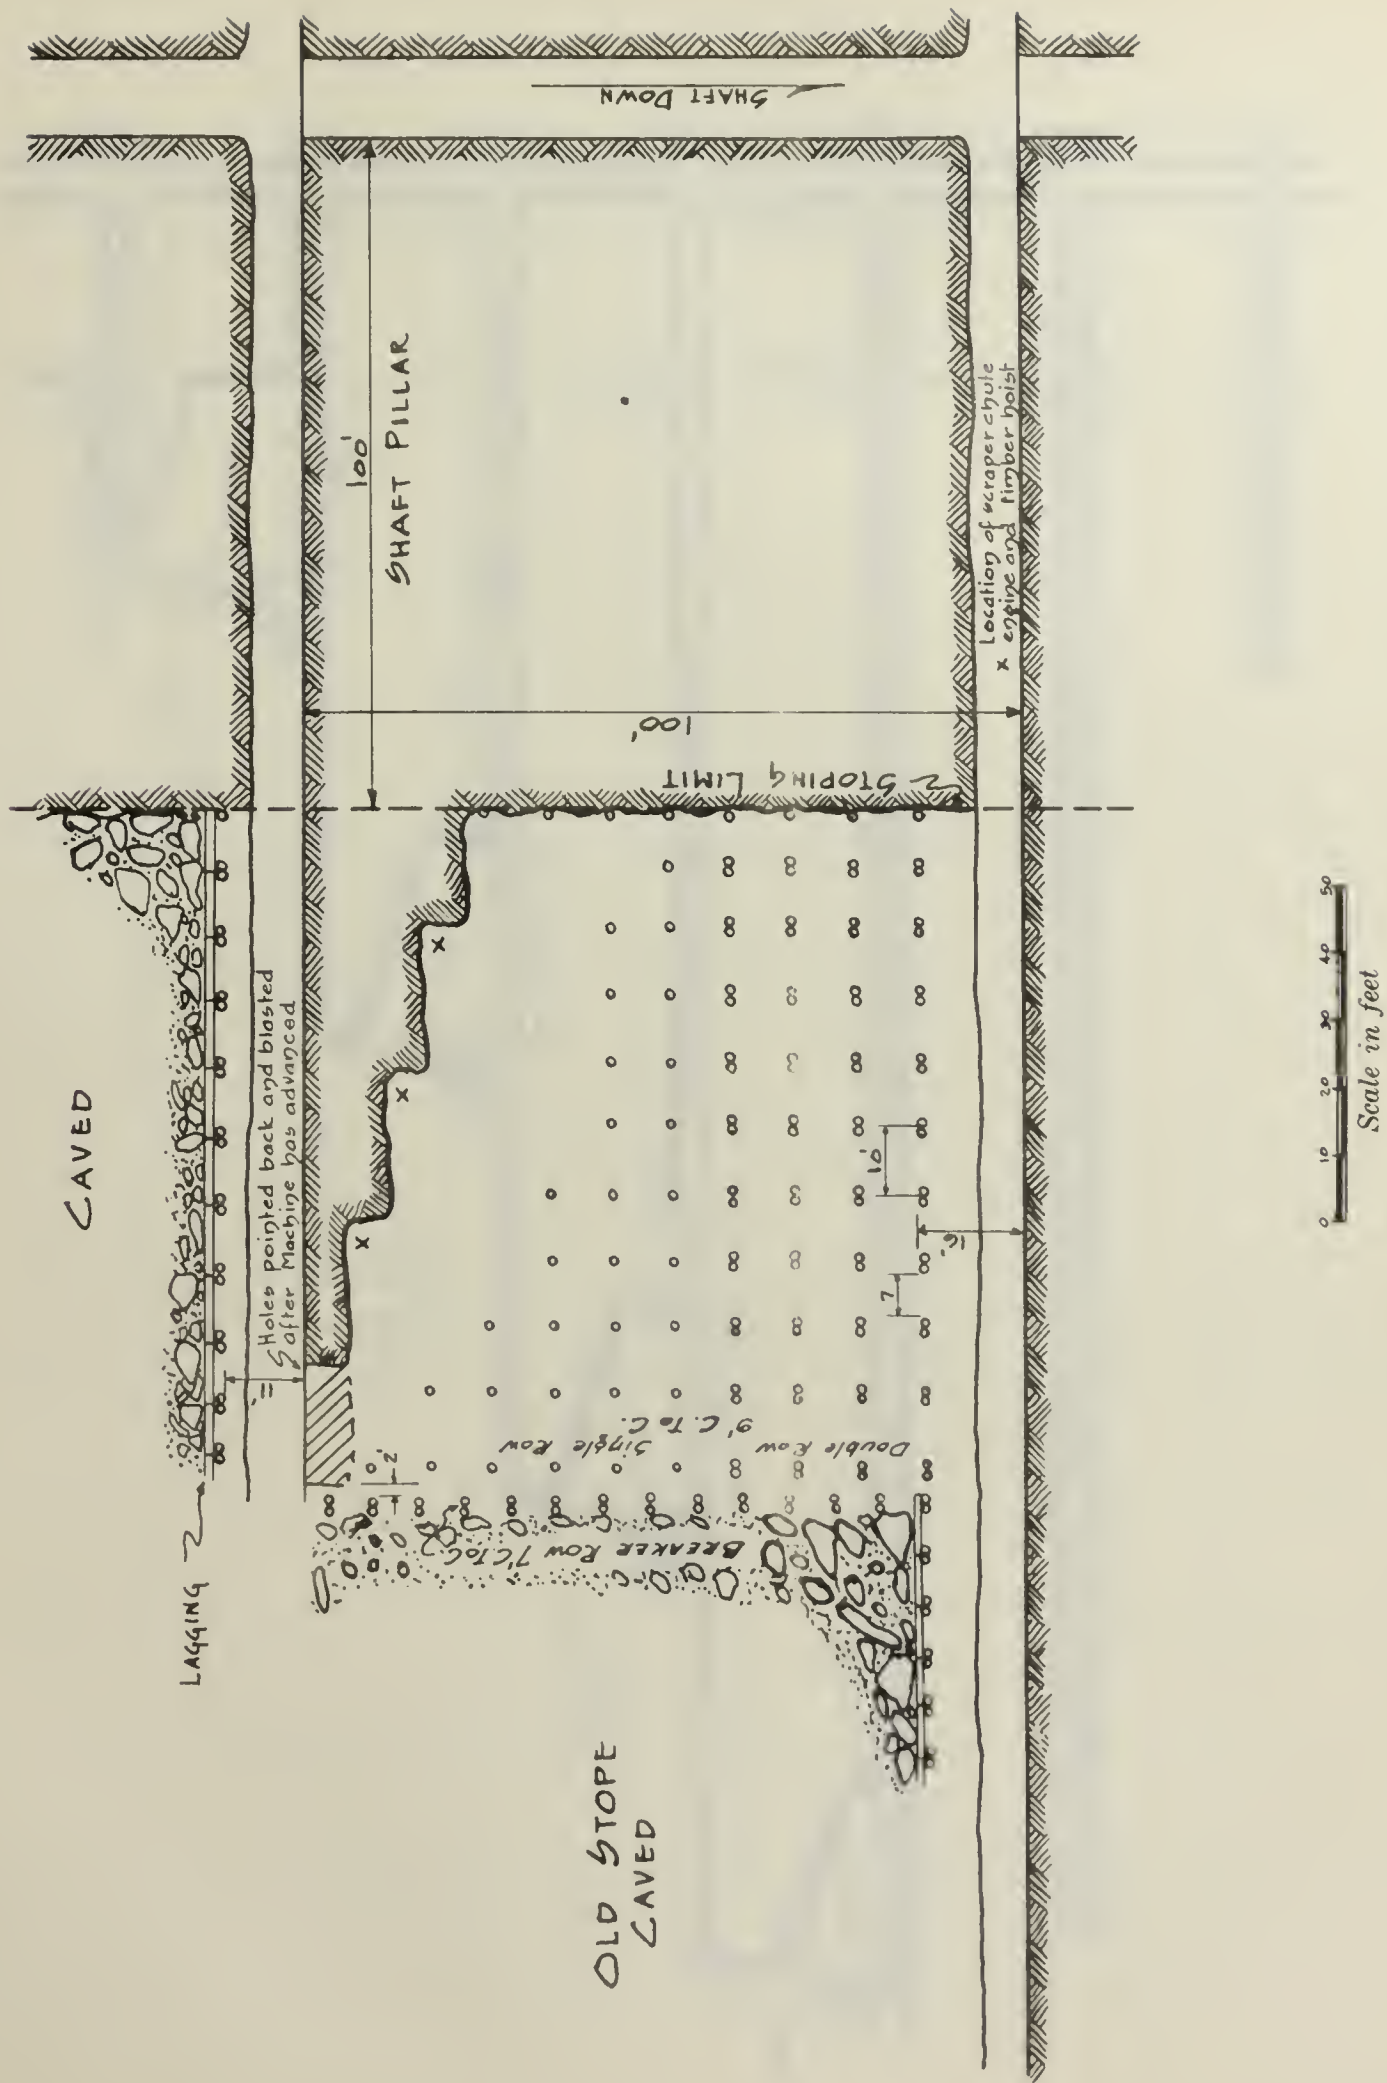 CAVED
LAGGING
Holes pointed back and blasted
after Machine has advanced
11'
SHAFT DOWN
100'
SHAFT PILLAR
100'
STOPING LIMIT
x Location of scraper chute
engine and timber hoist
x
x
x
10'
16'
7'
2'
Double Row Single Row
9' C. To C.
BREAKER ROW 7' C To C
OLD STOPE
CAVED
0 10 20 30 40 50
Scale in feet